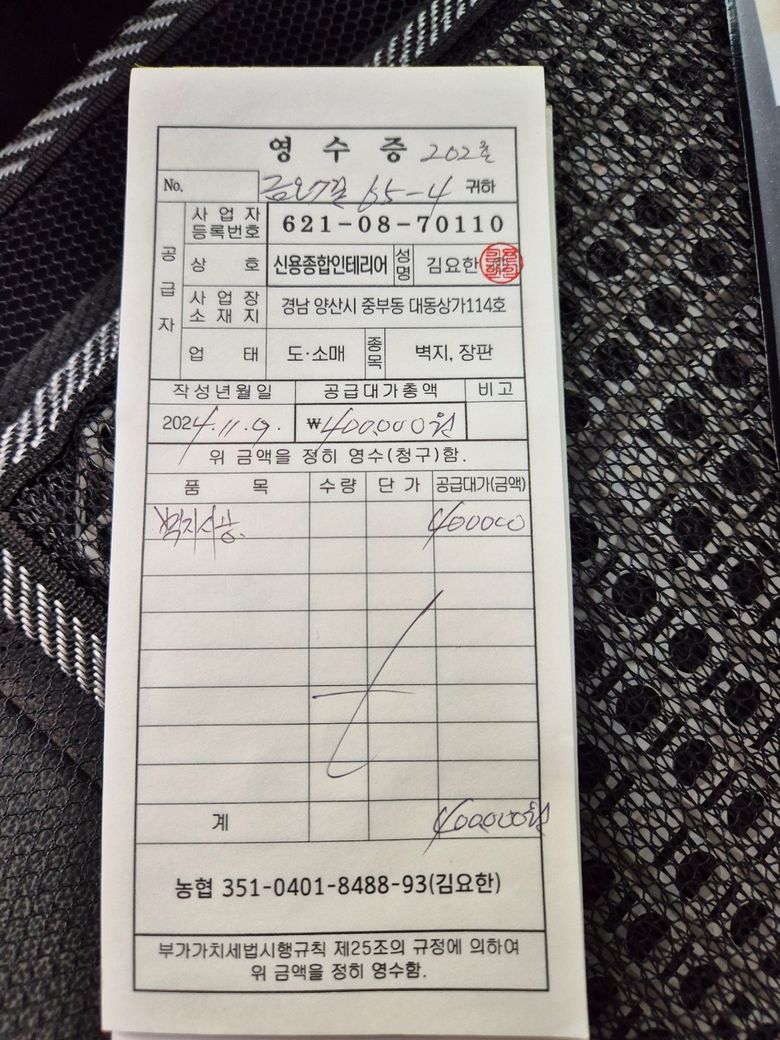 영 수 증 202호
No. 금오7길 65-4 귀하
공급자
사업자등록번호 621-08-70110
상호 신용종합인테리어 성명 김요한
사업장소재지 경남 양산시 중부동 대동상가114호
업태 도·소매 종목 벽지, 장판
작성년월일 공급대가총액 비고
2024.11.9. ₩400,000원
위 금액을 정히 영수(청구)함.
품목 수량 단가 공급대가(금액)
벽지시공. 400000
계 400,000원
농협 351-0401-8488-93(김요한)
부가가치세법시행규칙 제25조의 규정에 의하여
위 금액을 정히 영수함.